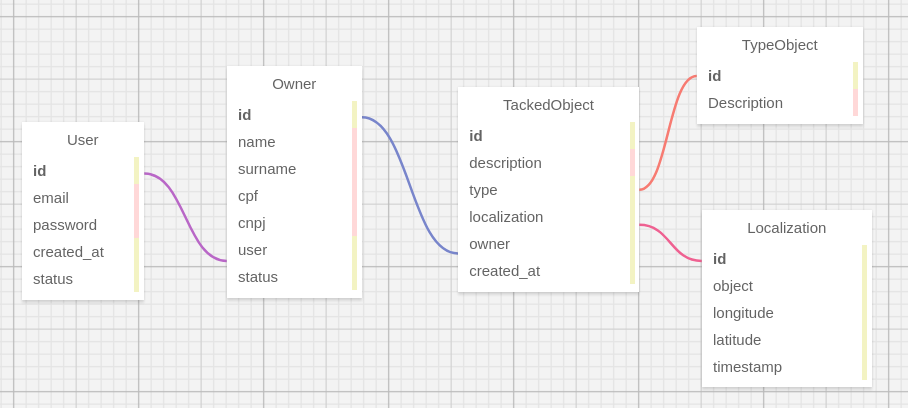 User
id
email
password
created_at
status
Owner
id
name
surname
cpf
cnpj
user
status
TackedObject
id
description
type
localization
owner
created_at
TypeObject
id
Description
Localization
id
object
longitude
latitude
timestamp